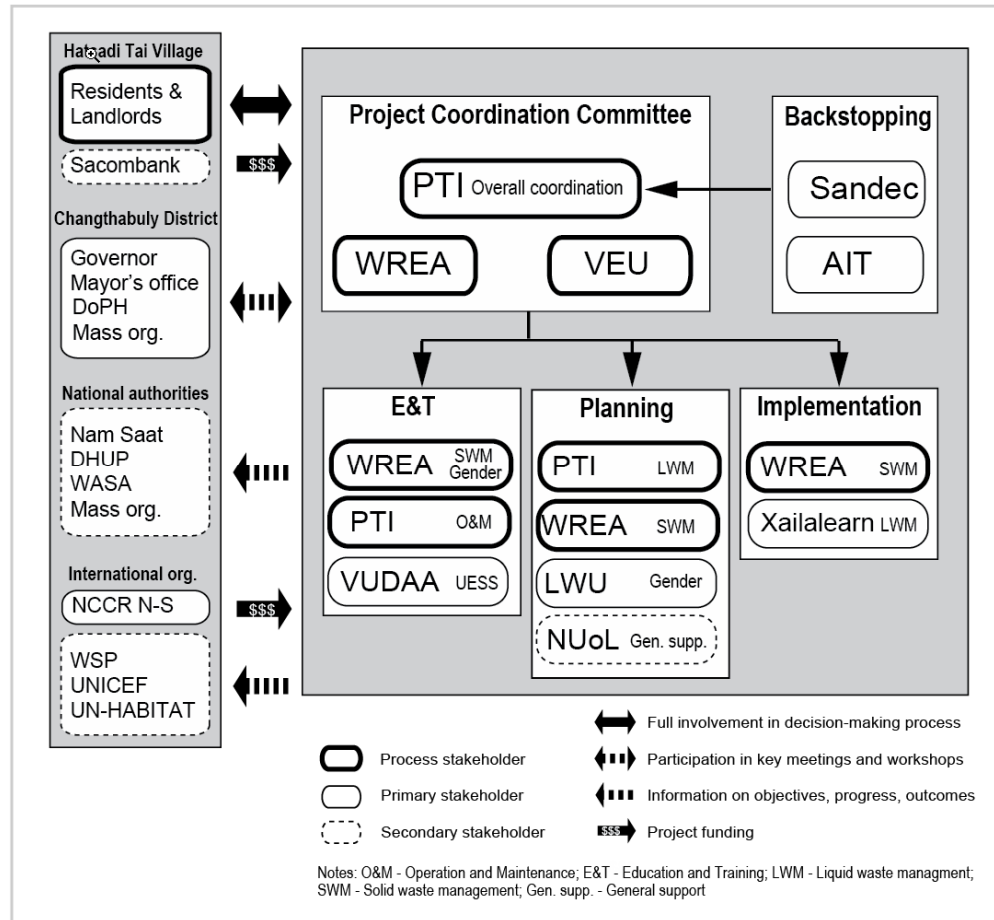 Tai Village
Residents &
Landlords
Sacombank
$$$
Changthabuly District
Governor
Mayor's office
DoPH
Mass org.
National authorities
Nam Saat
DHUP
WASA
Mass org.
International org.
NCCR N-S
$$$
WSP
UNICEF
UN-HABITAT
Project Coordination Committee
PTI Overall coordination
WREA
VEU
Backstopping
Sandec
AIT
E&T
WREA SWM
Gender
PTI O&M
VUDAA UESS
Planning
PTI LWM
WREA SWM
LWU Gender
NUoL Gen. supp.
Implementation
WREA SWM
Xailalearn LWM
Process stakeholder
Primary stakeholder
Secondary stakeholder
Full involvement in decision-making process
Participation in key meetings and workshops
Information on objectives, progress, outcomes
$$$ Project funding
Notes: O&M - Operation and Maintenance; E&T - Education and Training; LWM - Liquid waste managment;
SWM - Solid waste management; Gen. supp. - General support